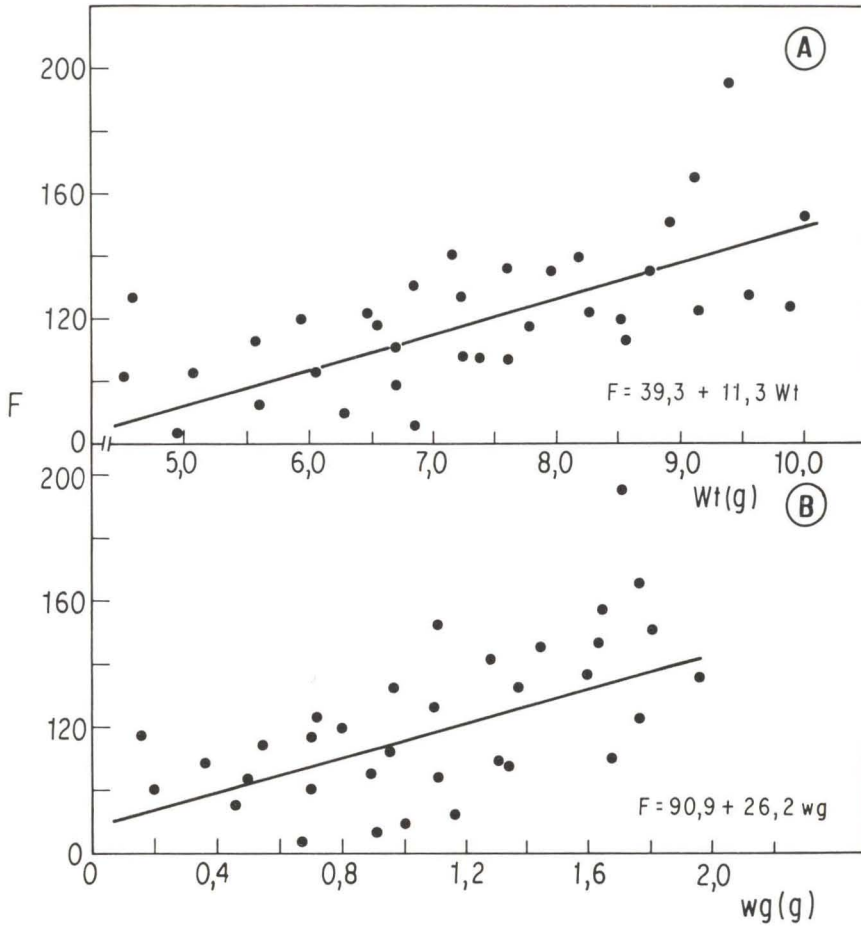 A
200
160
120
F
0
F = 39,3 + 11,3 Wt
5,0 6,0 7,0 8,0 9,0 10,0
Wt(g)
200
B
160
120
F = 90,9 + 26,2 wg
0
0 0,4 0,8 1,2 1,6 2,0
wg(g)